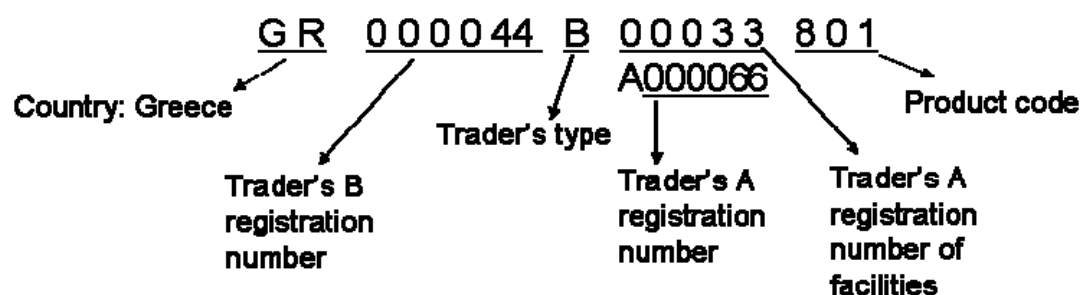 G R 000044 B 00033 801
A000066
Country: Greece
Product code
Trader's type
Trader's B
registration
number
Trader's A
registration
number
Trader's A
registration
number of
facilities